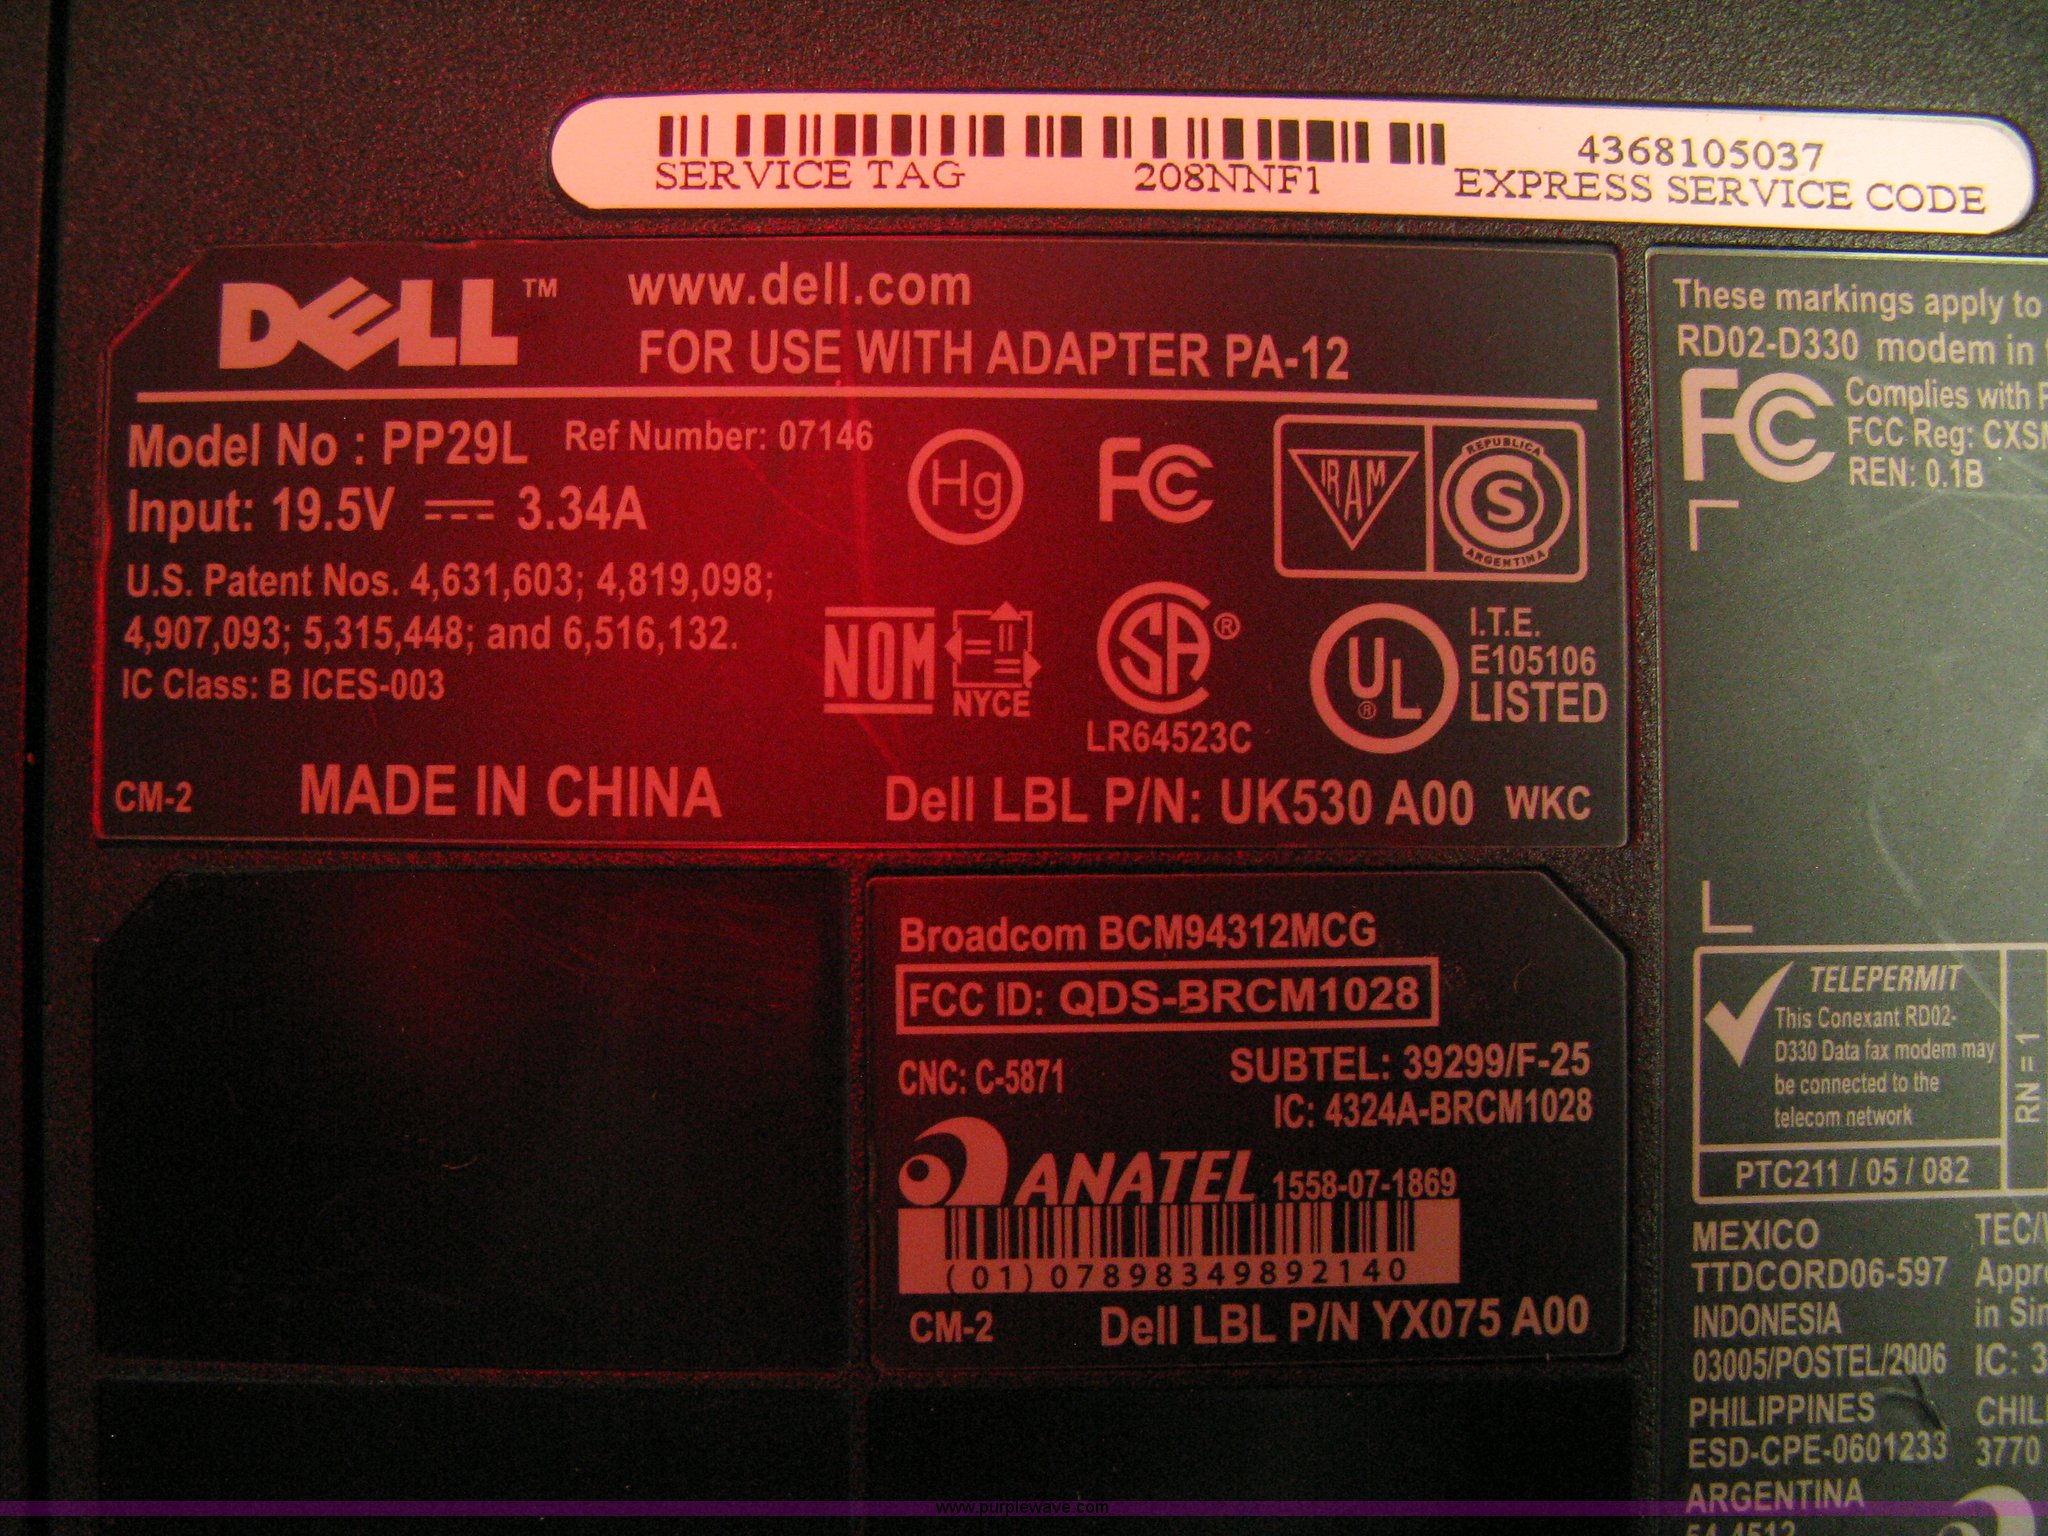 4368105037
SERVICE TAG 208NNF1 EXPRESS SERVICE CODE
DELL™ www.dell.com
FOR USE WITH ADAPTER PA-12
Model No : PP29L Ref Number: 07146
Hg
FC
IRAM
REPUBLICA
S
ARGENTINA
Input: 19.5V 3.34A
U.S. Patent Nos. 4,631,603; 4,819,098;
4,907,093; 5,315,448; and 6,516,132.
IC Class: B ICES-003
NOM
NYCE
SA®
LR64523C
UL®
I.T.E.
E105106
LISTED
CM-2 MADE IN CHINA Dell LBL P/N: UK530 A00 WKC
Broadcom BCM94312MCG
FCC ID: QDS-BRCM1028
CNC: C-5871 SUBTEL: 39299/F-25
IC: 4324A-BRCM1028
ANATEL 1558-07-1869
(01)07898349892140
CM-2 Dell LBL P/N YX075 A00
These markings apply to
RD02-D330 modem in
FC
Complies with
FCC Reg:
REN: 0.1B
TELEPERMIT
This Conexant RD02-
D330 Data fax modem may
be connected to the
telecom network
RN = 1
PTC211 / 05 / 082
MEXICO
TTDCORD06-597
INDONESIA
03005/POSTEL/2006
PHILIPPINES
ESD-CPE-0601233
ARGENTINA
in
IC:
3770
www.purplewave.com